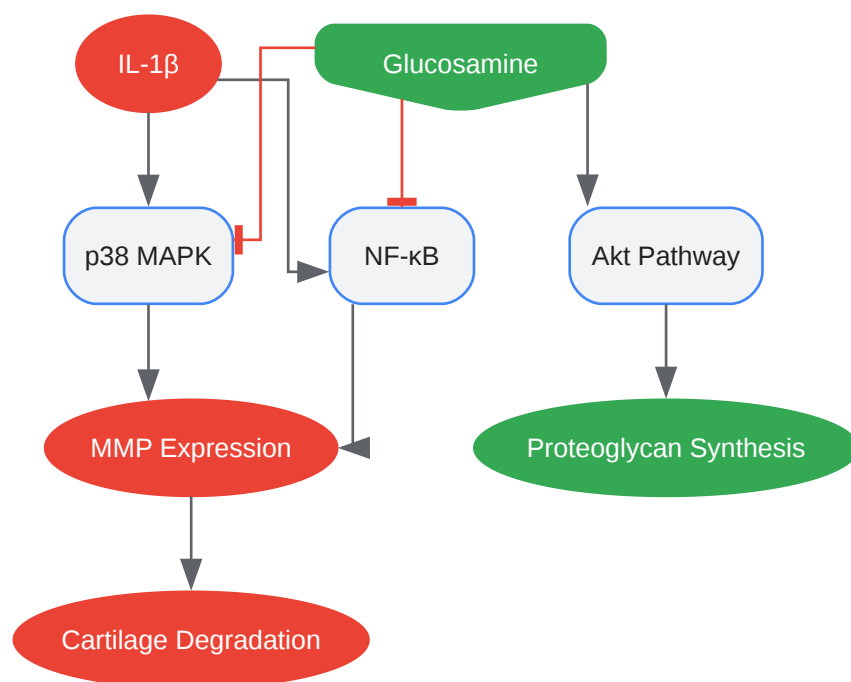 IL-1β
Glucosamine
p38 MAPK
NF-κB
Akt Pathway
MMP Expression
Proteoglycan Synthesis
Cartilage Degradation